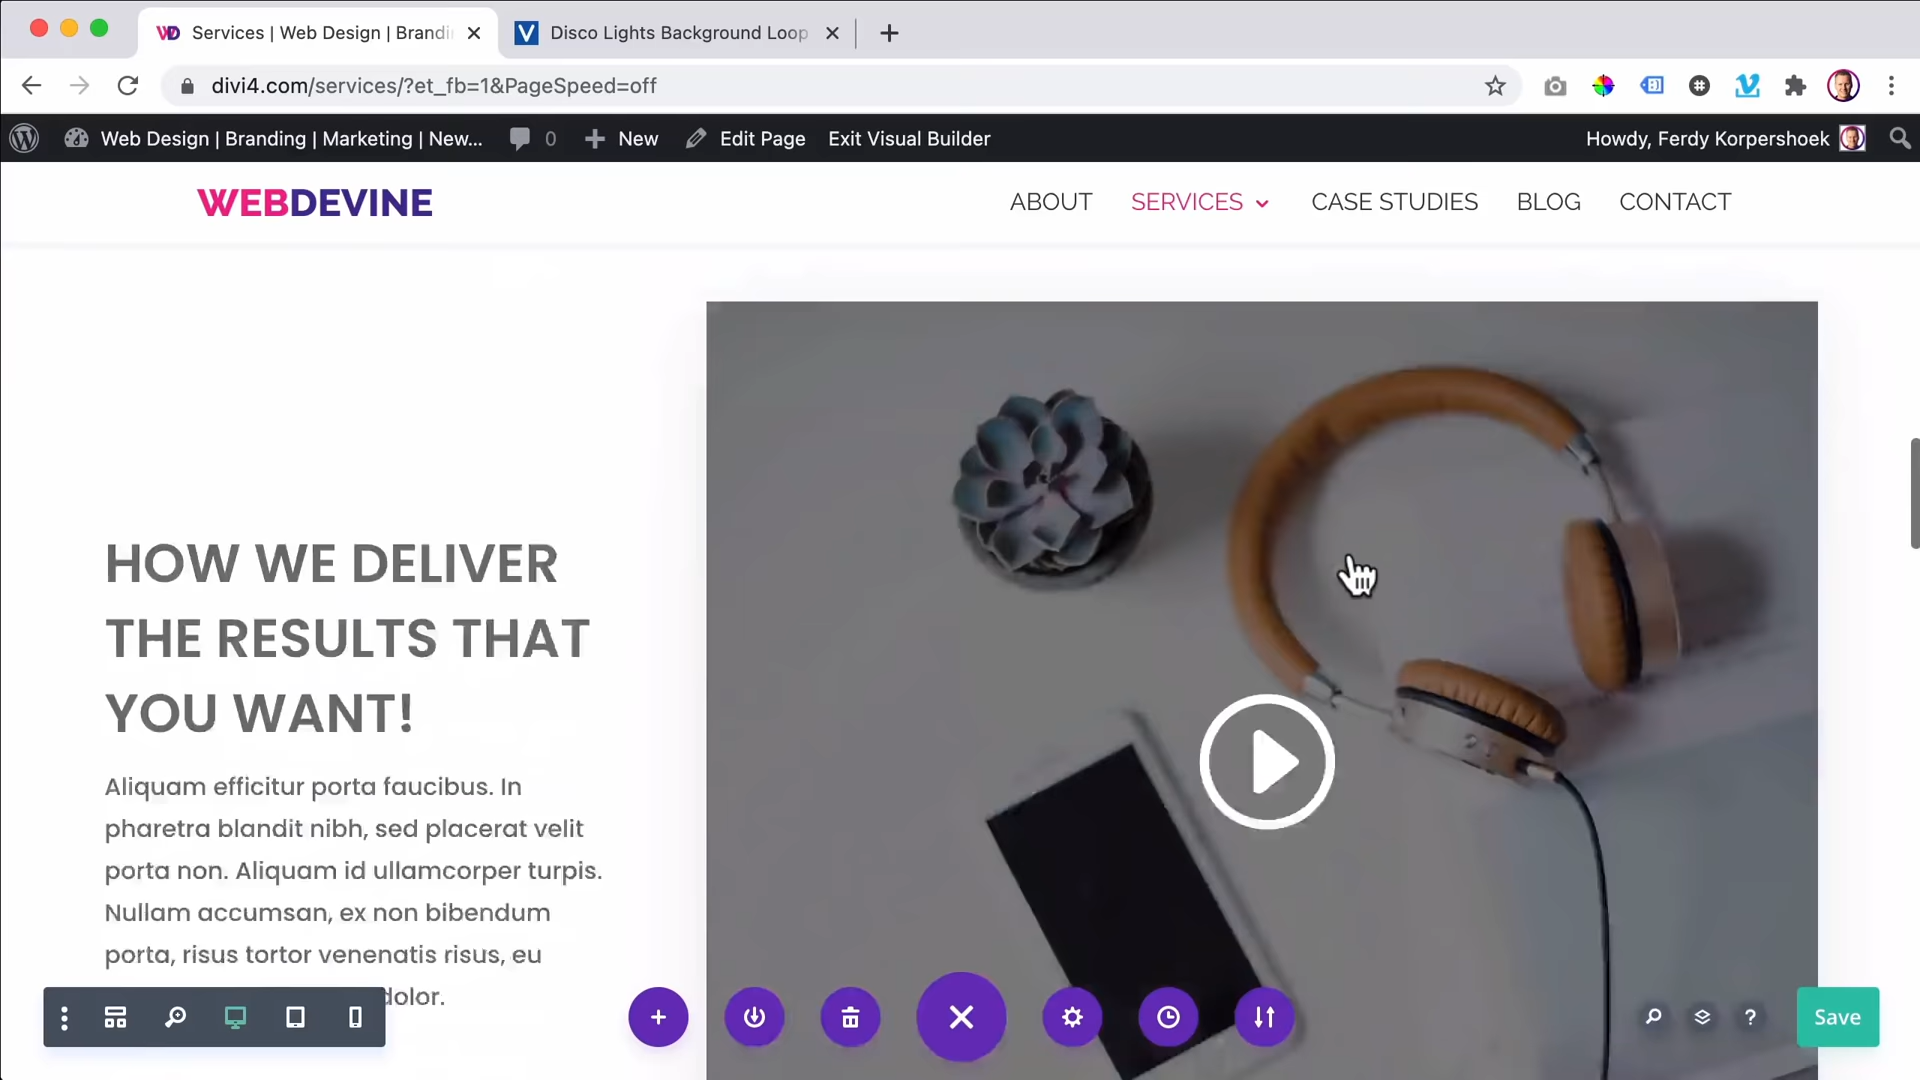 Services | Web Design | Brandi
Disco Lights Background Loop
divi4.com/services/?et_fb=1&PageSpeed=off
Web Design | Branding | Marketing | New...
0
New
Edit Page
Exit Visual Builder
Howdy, Ferdy Korpershoek
WEBDEVINE
ABOUT
SERVICES
CASE STUDIES
BLOG
CONTACT
HOW WE DELIVER
THE RESULTS THAT
YOU WANT!
Aliquam efficitur porta faucibus. In
pharetra blandit nibh, sed placerat velit
porta non. Aliquam id ullamcorper turpis.
Nullam accumsan, ex non bibendum
porta, risus tortor venenatis risus, eu
dolor.
Save